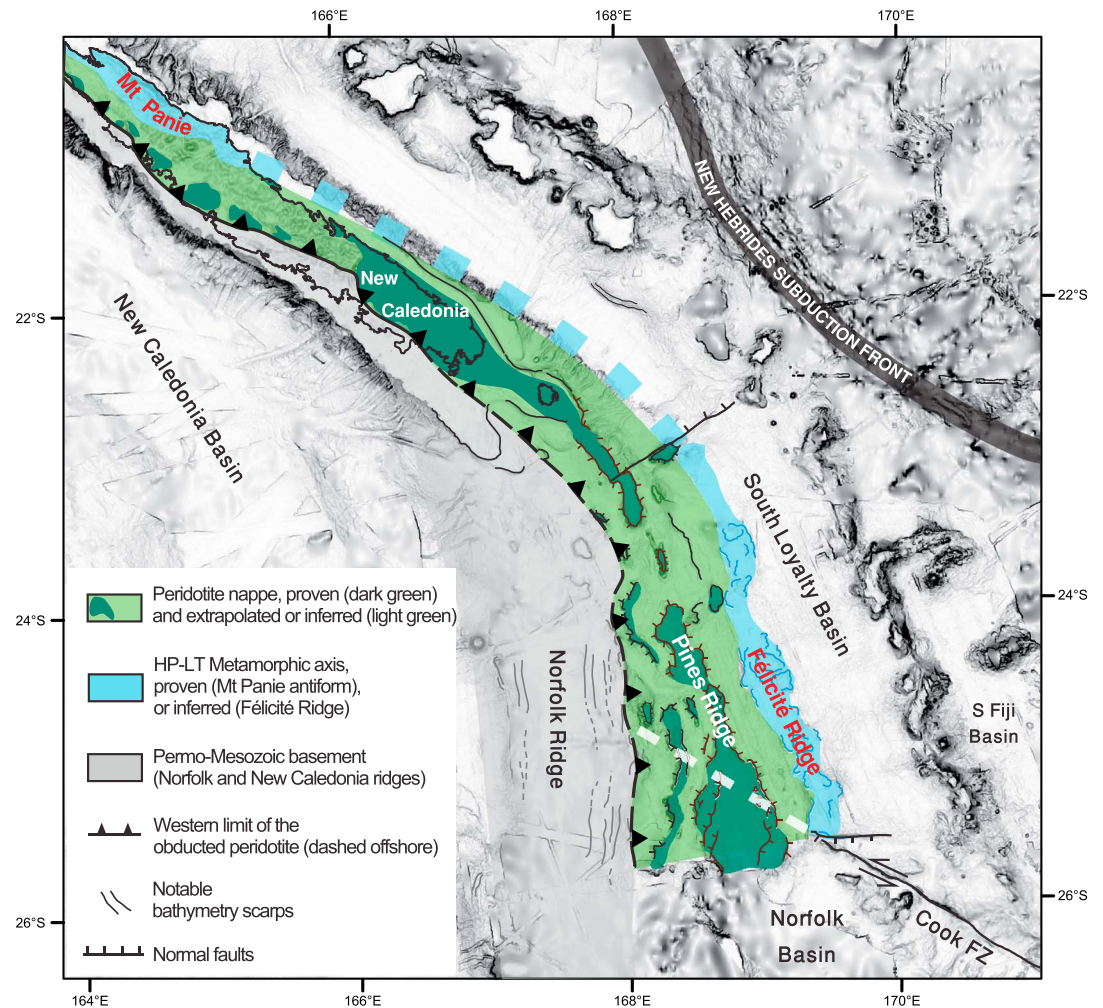 166°E
168°E
170°E
Mt Panie
NEW HEBRIDES SUBDUCTION FRONT
New
Caledonia
22°S
22°S
New Caledonia Basin
South Loyalty Basin
24°S
24°S
Peridotite nappe, proven (dark green)
and extrapolated or inferred (light green)
HP-LT Metamorphic axis,
proven (Mt Panie antiform),
or inferred (Félicité Ridge)
Permo-Mesozoic basement
(Norfolk and New Caledonia ridges)
Western limit of the
obducted peridotite (dashed offshore)
Notable
bathymetry scarps
Normal faults
Norfolk Ridge
Pines Ridge
Félicité Ridge
S Fiji
Basin
26°S
26°S
Norfolk
Basin
Cook FZ
164°E
166°E
168°E
170°E